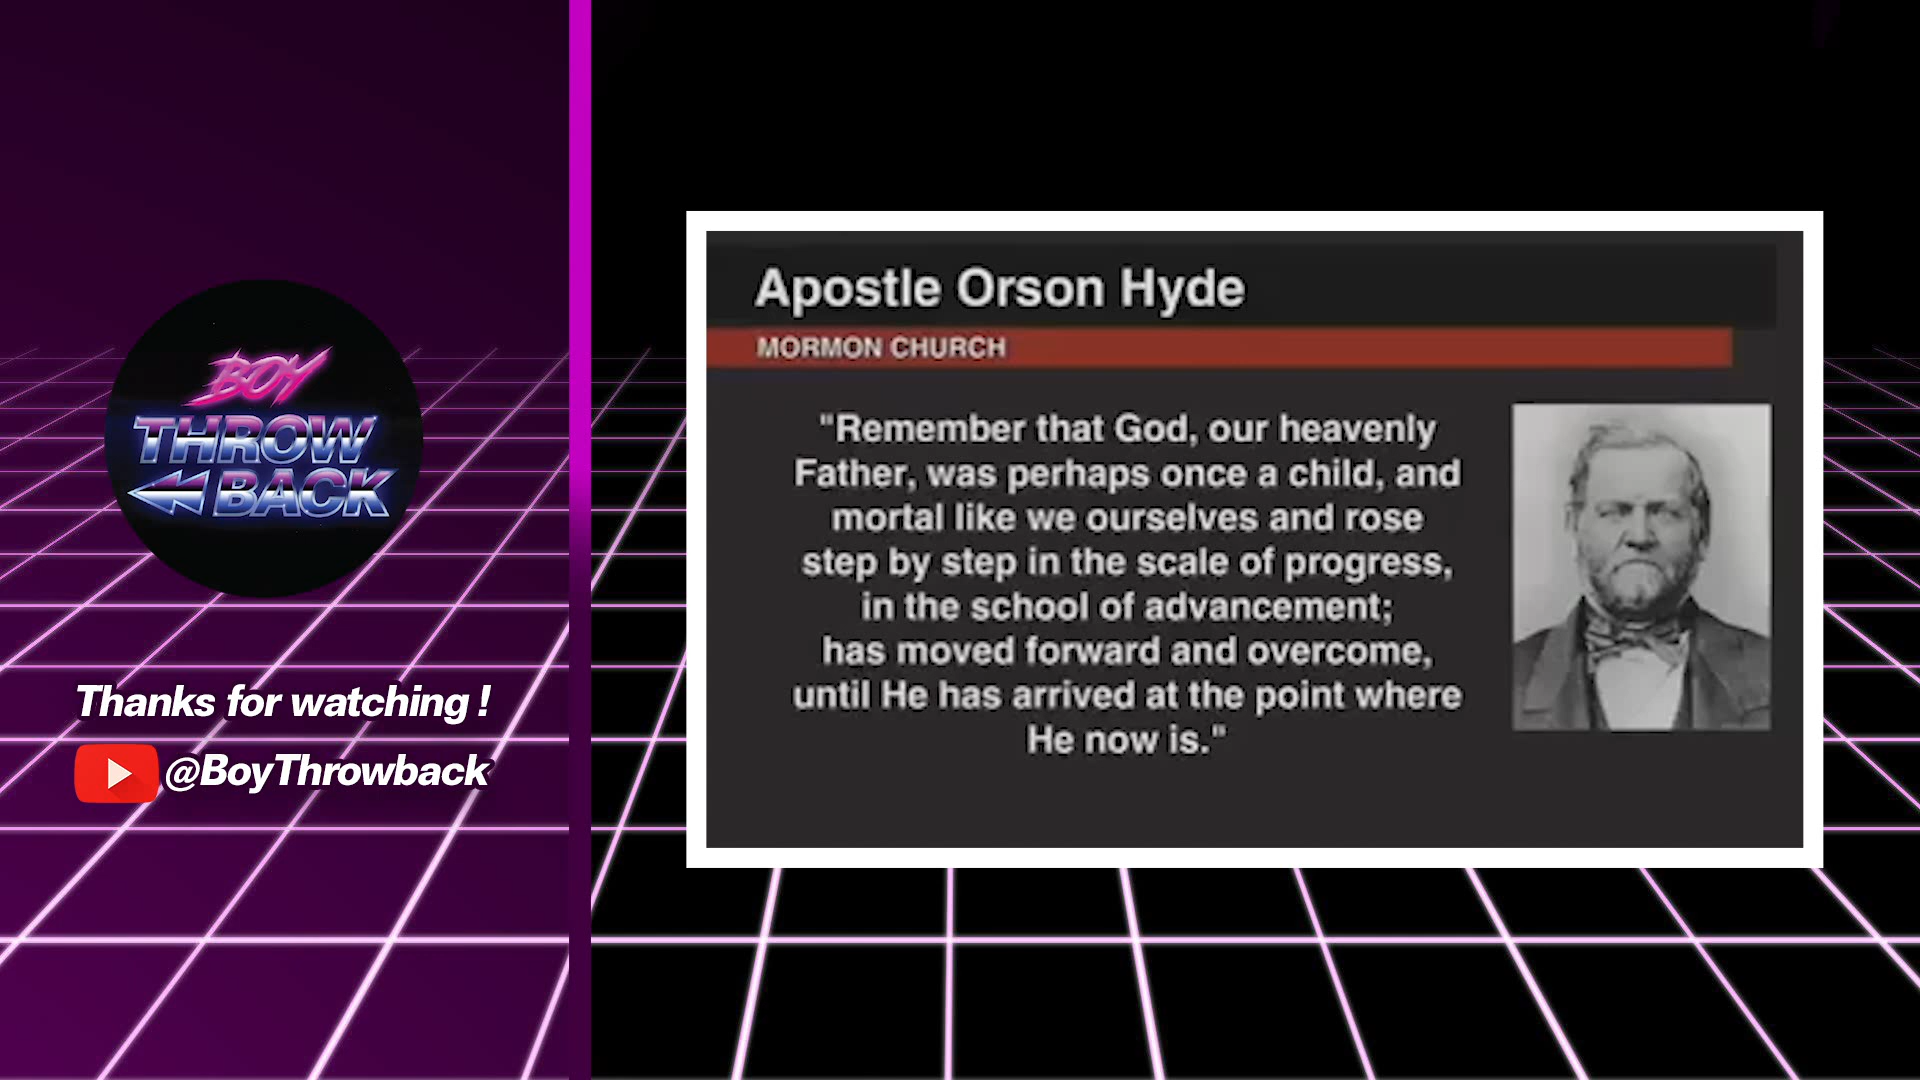 BOY
THROW
BACK
Thanks for watching !
@BoyThrowback
Apostle Orson Hyde
MORMON CHURCH
"Remember that God, our heavenly
Father, was perhaps once a child, and
mortal like we ourselves and rose
step by step in the scale of progress,
in the school of advancement;
has moved forward and overcome,
until He has arrived at the point where
He now is."